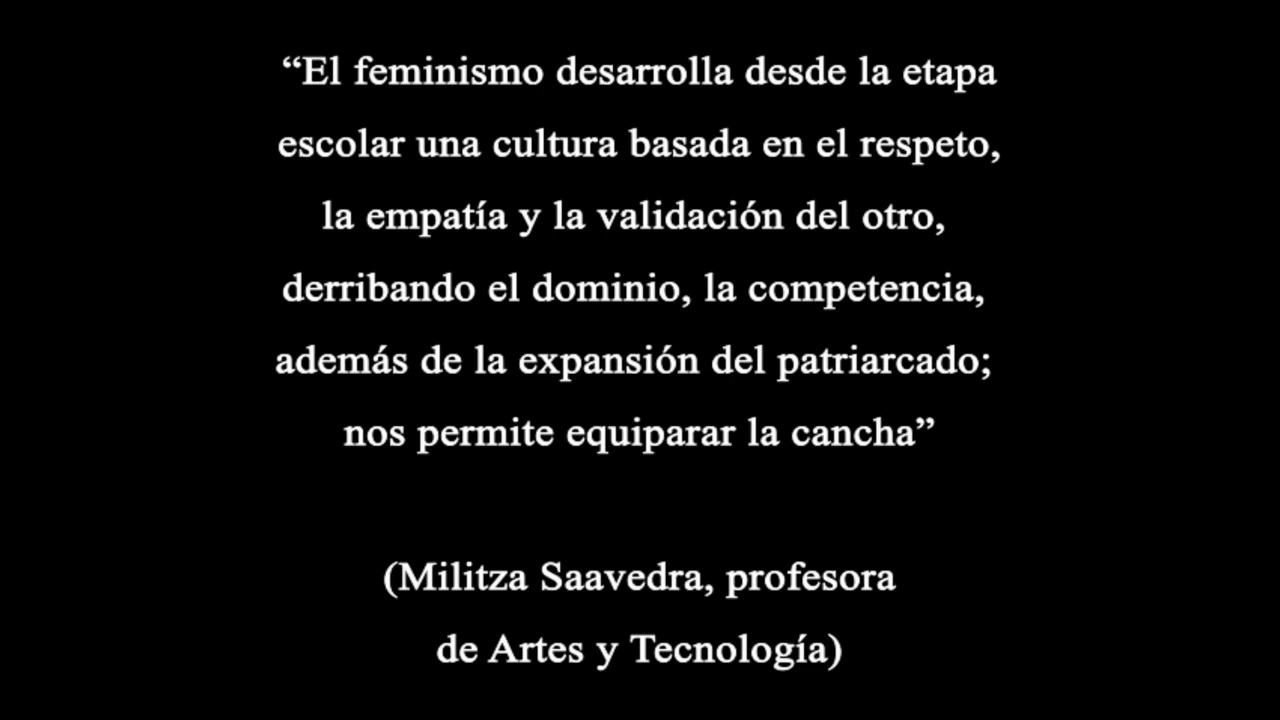 “El feminismo desarrolla desde la etapa
escolar una cultura basada en el respeto,
la empatía y la validación del otro,
derribando el dominio, la competencia,
además de la expansión del patriarcado;
nos permite equiparar la cancha”
(Militza Saavedra, profesora
de Artes y Tecnología)